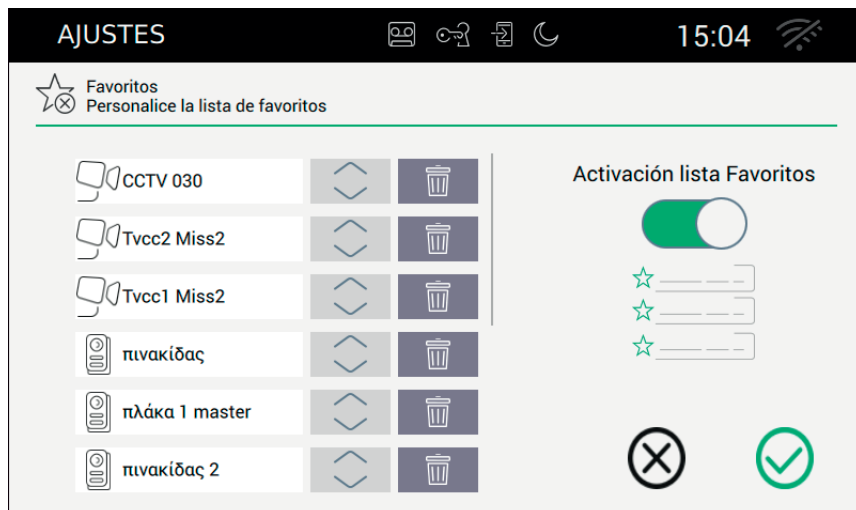 AJUSTES 15:04
Favoritos
Personalice la lista de favoritos
CCTV 030
Tvcc2 Miss2
Tvcc1 Miss2
πινακίδας
πλάκα 1 master
πινακίδας 2
Activación lista Favoritos